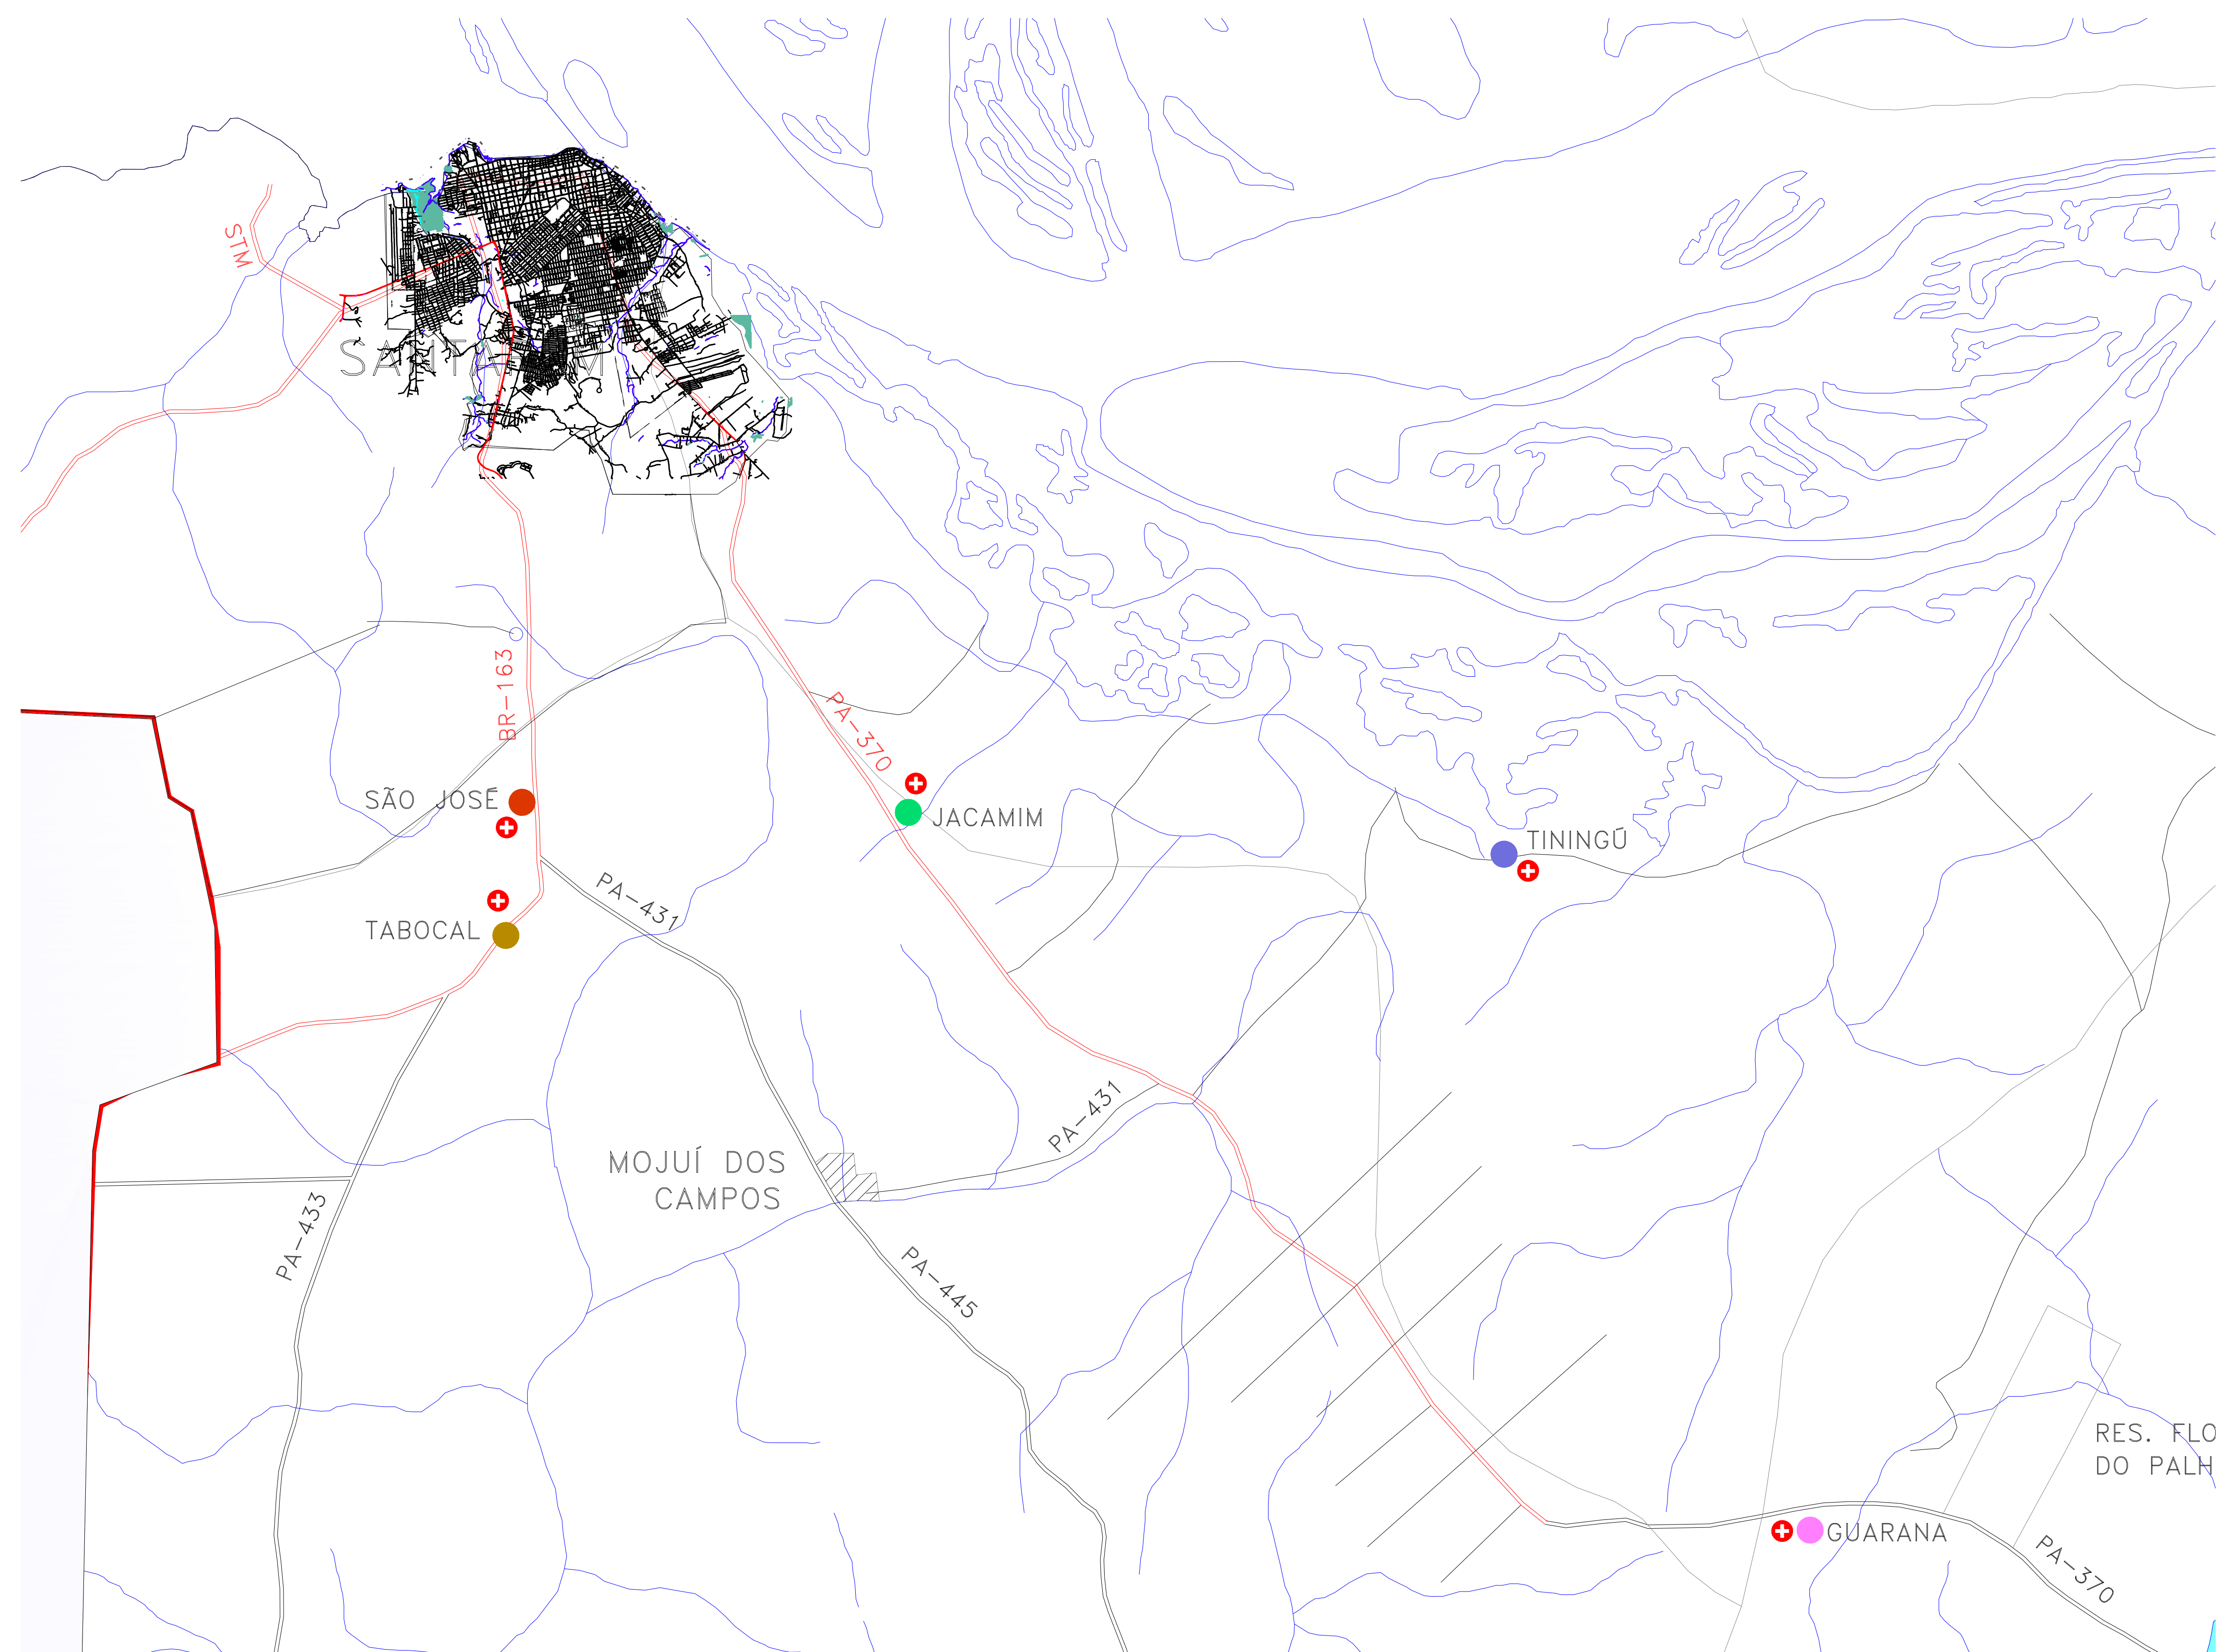 STM
SANTARÉM
BR-163
PA-370
SÃO JOSÉ
JACAMIM
TININGÚ
PA-431
TABOCAL
PA-431
MOJUÍ DOS
CAMPOS
PA-433
PA-445
RES. FLO
DO PALH
GUARANA
PA-370